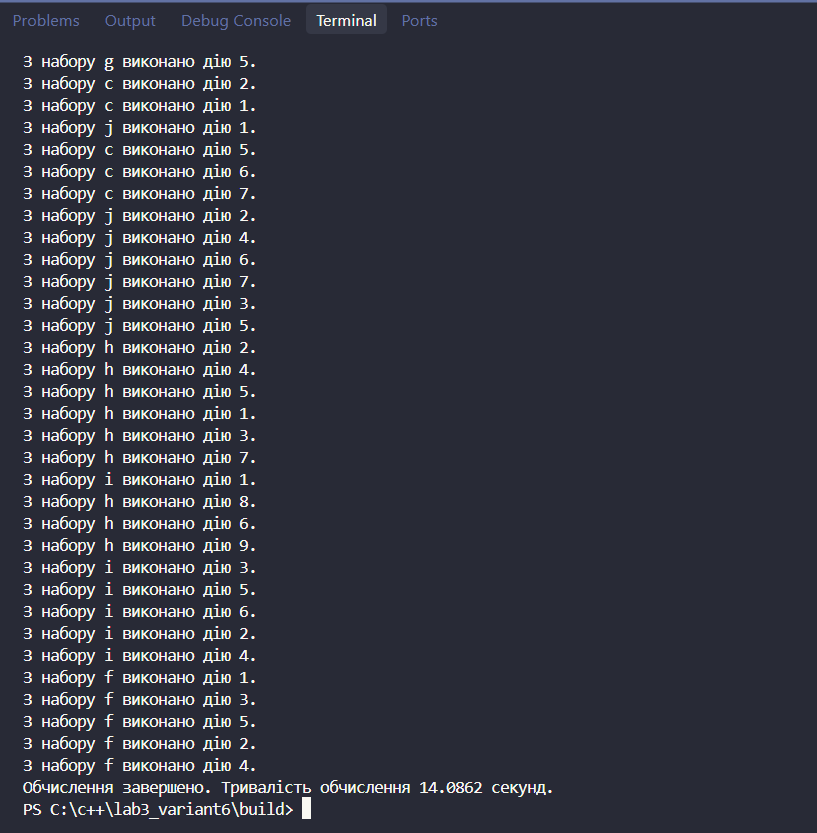 Problems Output Debug Console Terminal Ports
З набору g виконано дію 5.
З набору c виконано дію 2.
З набору c виконано дію 1.
З набору j виконано дію 1.
З набору c виконано дію 5.
З набору c виконано дію 6.
З набору c виконано дію 7.
З набору j виконано дію 2.
З набору j виконано дію 4.
З набору j виконано дію 6.
З набору j виконано дію 7.
З набору j виконано дію 3.
З набору j виконано дію 5.
З набору h виконано дію 2.
З набору h виконано дію 4.
З набору h виконано дію 5.
З набору h виконано дію 1.
З набору h виконано дію 3.
З набору h виконано дію 7.
З набору i виконано дію 1.
З набору h виконано дію 8.
З набору h виконано дію 6.
З набору h виконано дію 9.
З набору i виконано дію 3.
З набору i виконано дію 5.
З набору i виконано дію 6.
З набору i виконано дію 2.
З набору i виконано дію 4.
З набору f виконано дію 1.
З набору f виконано дію 3.
З набору f виконано дію 5.
З набору f виконано дію 2.
З набору f виконано дію 4.
Обчислення завершено. Тривалість обчислення 14.0862 секунд.
PS C:\c++\lab3_variant6\build>